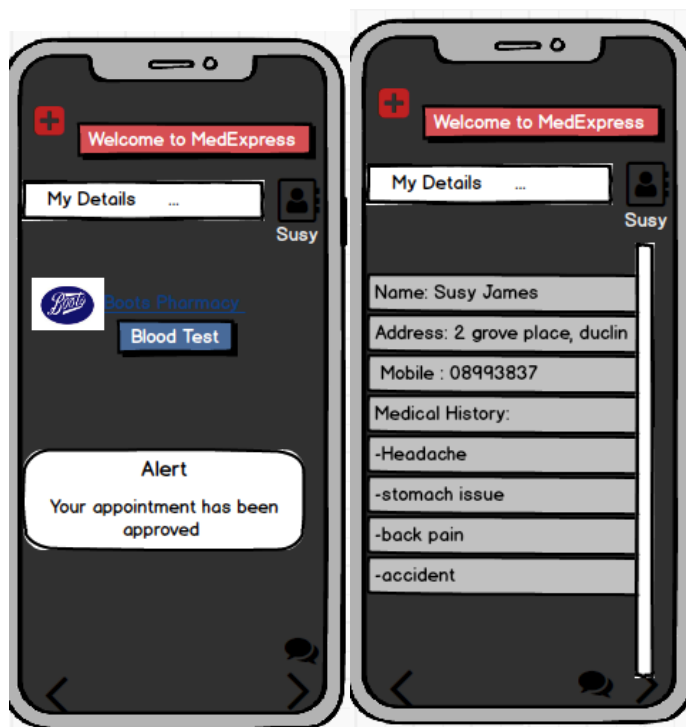 Welcome to MedExpress
My Details ...
Susy
Boots
Boots Pharmacy
Blood Test
Alert
Your appointment has been
approved
Welcome to MedExpress
My Details ...
Susy
Name: Susy James
Address: 2 grove place, duclin
Mobile : 08993837
Medical History:
-Headache
-stomach issue
-back pain
-accident